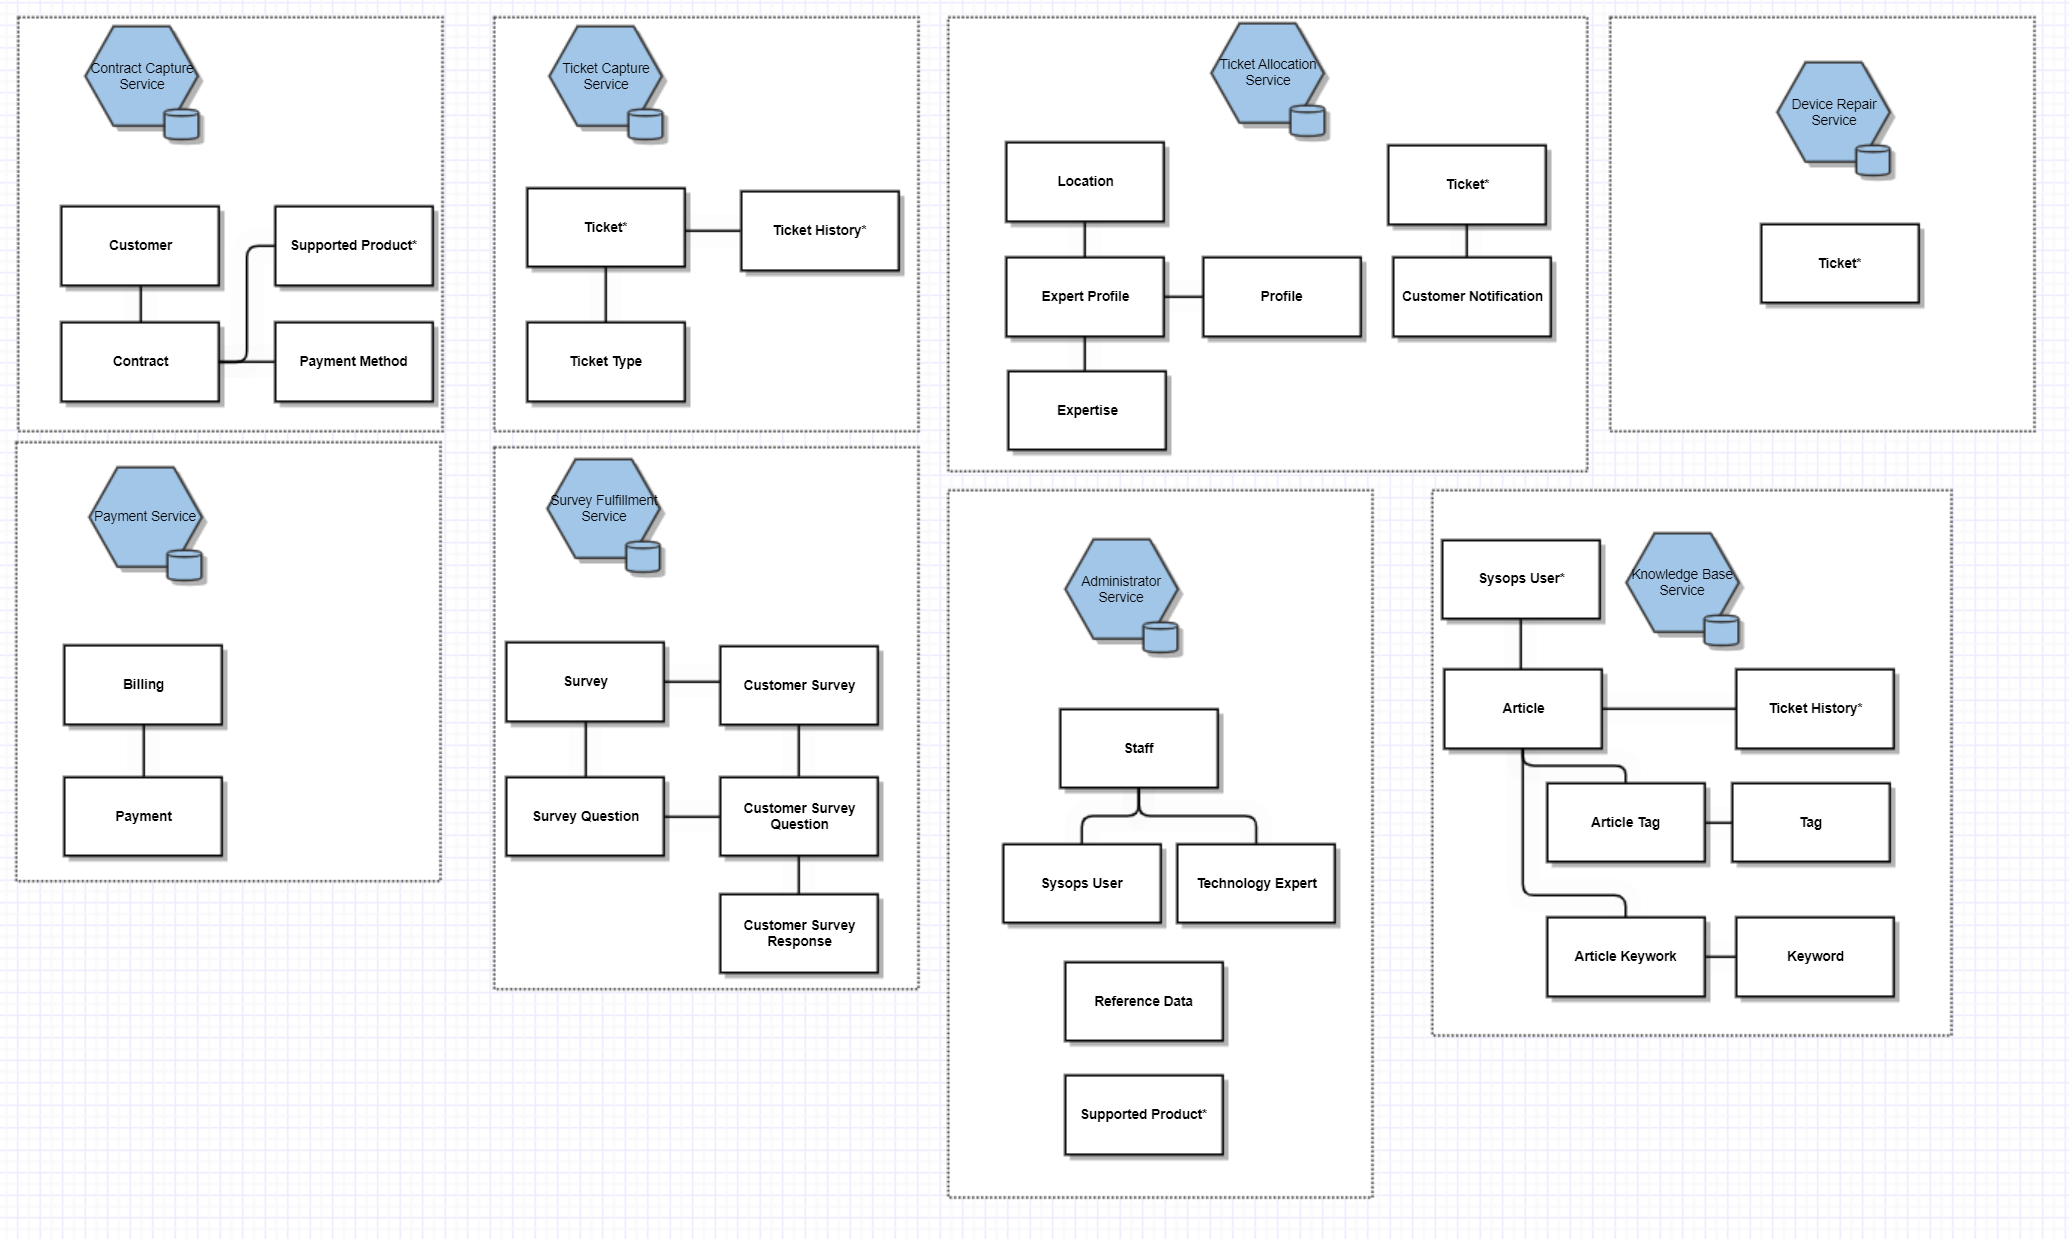 Contract Capture
Service
Customer
Supported Product*
Contract
Payment Method
Ticket Capture
Service
Ticket*
Ticket History*
Ticket Type
Ticket Allocation
Service
Location
Ticket*
Expert Profile
Profile
Customer Notification
Expertise
Device Repair
Service
Ticket*
Payment Service
Billing
Payment
Survey Fulfillment
Service
Survey
Customer Survey
Survey Question
Customer Survey
Question
Customer Survey
Response
Administrator
Service
Staff
Sysops User
Technology Expert
Reference Data
Supported Product*
Sysops User*
Knowledge Base
Service
Article
Ticket History*
Article Tag
Tag
Article Keywork
Keyword